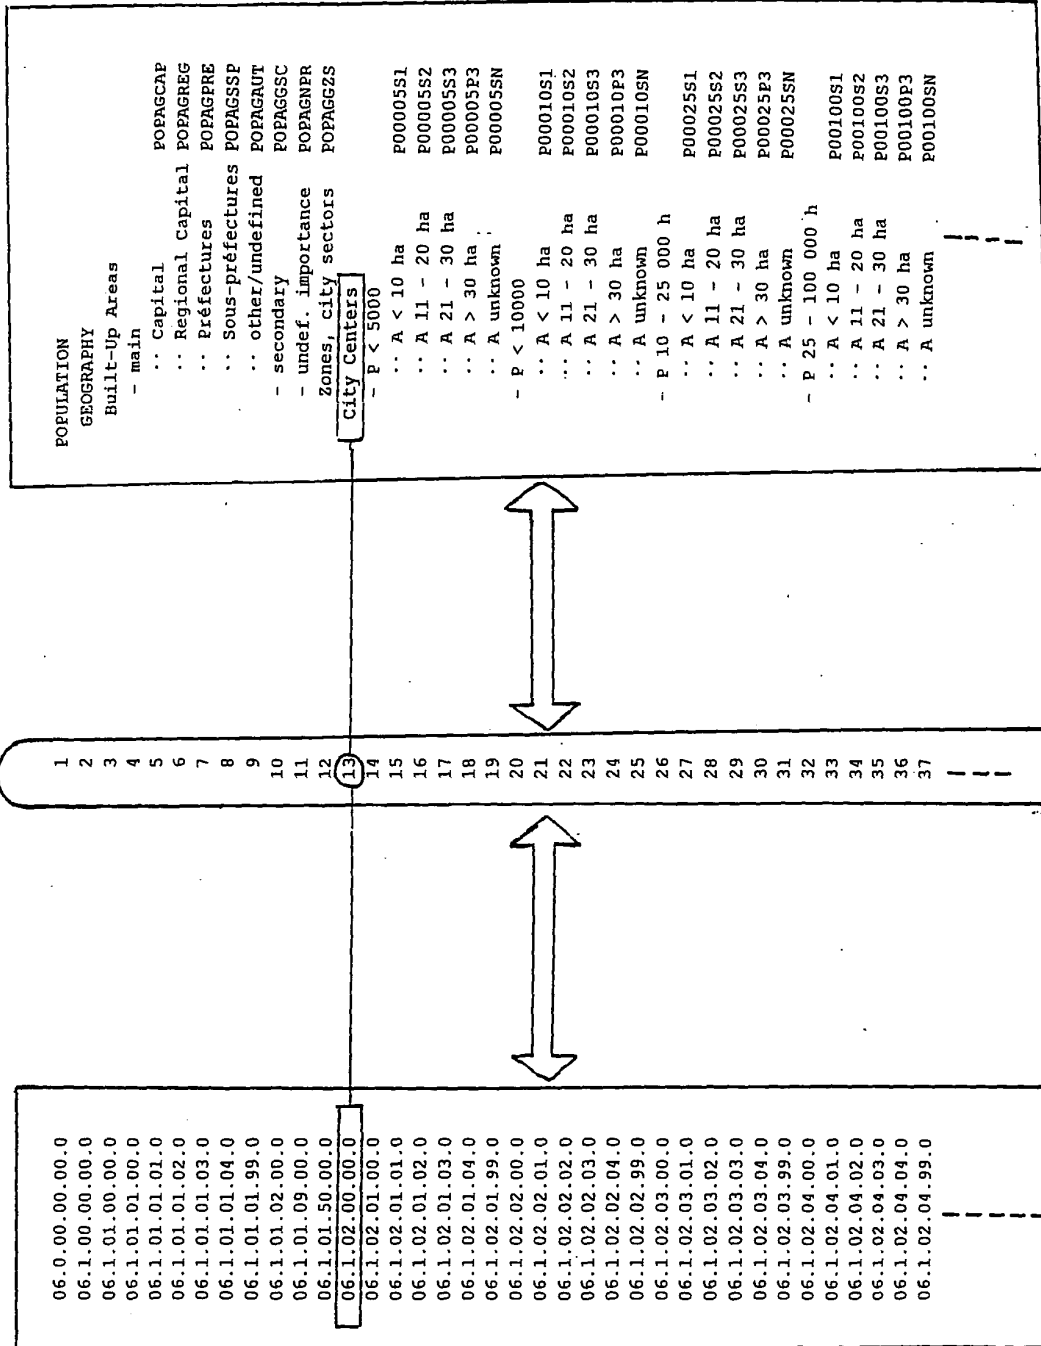 06.0.00.00.00.0 1 POPULATION
06.1.00.00.00.0 2 GEOGRAPHY
06.1.01.00.00.0 3 Built-Up Areas
06.1.01.01.00.0 4 - main
06.1.01.01.01.0 5 .. Capital POPAGCAP
06.1.01.01.02.0 6 .. Regional Capital POPAGREG
06.1.01.01.03.0 7 .. Préfectures POPAGPRE
06.1.01.01.04.0 8 .. Sous-préfectures POPAGSSP
06.1.01.01.99.0 9 .. other/undefined POPAGAUT
06.1.01.02.00.0 10 - secondary POPAGGSC
06.1.01.09.00.0 11 - undef. importance POPAGNPR
06.1.01.50.00.0 12 Zones, city sectors POPAGGZS
06.1.02.00.00.0 13 City Centers
06.1.02.01.00.0 14 - P < 5000
06.1.02.01.01.0 15 .. A < 10 ha P00005S1
06.1.02.01.02.0 16 .. A 11 - 20 ha P00005S2
06.1.02.01.03.0 17 .. A 21 - 30 ha P00005S3
06.1.02.01.04.0 18 .. A > 30 ha P00005P3
06.1.02.01.99.0 19 .. A unknown P00005SN
06.1.02.02.00.0 20 - P < 10000
06.1.02.02.01.0 21 .. A < 10 ha P00010S1
06.1.02.02.02.0 22 .. A 11 - 20 ha P00010S2
06.1.02.02.03.0 23 .. A 21 - 30 ha P00010S3
06.1.02.02.04.0 24 .. A > 30 ha P00010P3
06.1.02.02.99.0 25 .. A unknown P00010SN
06.1.02.03.00.0 26 - P 10 - 25 000 h
06.1.02.03.01.0 27 .. A < 10 ha P00025S1
06.1.02.03.02.0 28 .. A 11 - 20 ha P00025S2
06.1.02.03.03.0 29 .. A 21 - 30 ha P00025S3
06.1.02.03.04.0 30 .. A > 30 ha P00025P3
06.1.02.03.99.0 31 .. A unknown P00025SN
06.1.02.04.00.0 32 - P 25 - 100 000 h
06.1.02.04.01.0 33 .. A < 10 ha P00100S1
06.1.02.04.02.0 34 .. A 11 - 20 ha P00100S2
06.1.02.04.03.0 35 .. A 21 - 30 ha P00100S3
06.1.02.04.04.0 36 .. A > 30 ha P00100P3
06.1.02.04.99.0 37 .. A unknown P00100SN